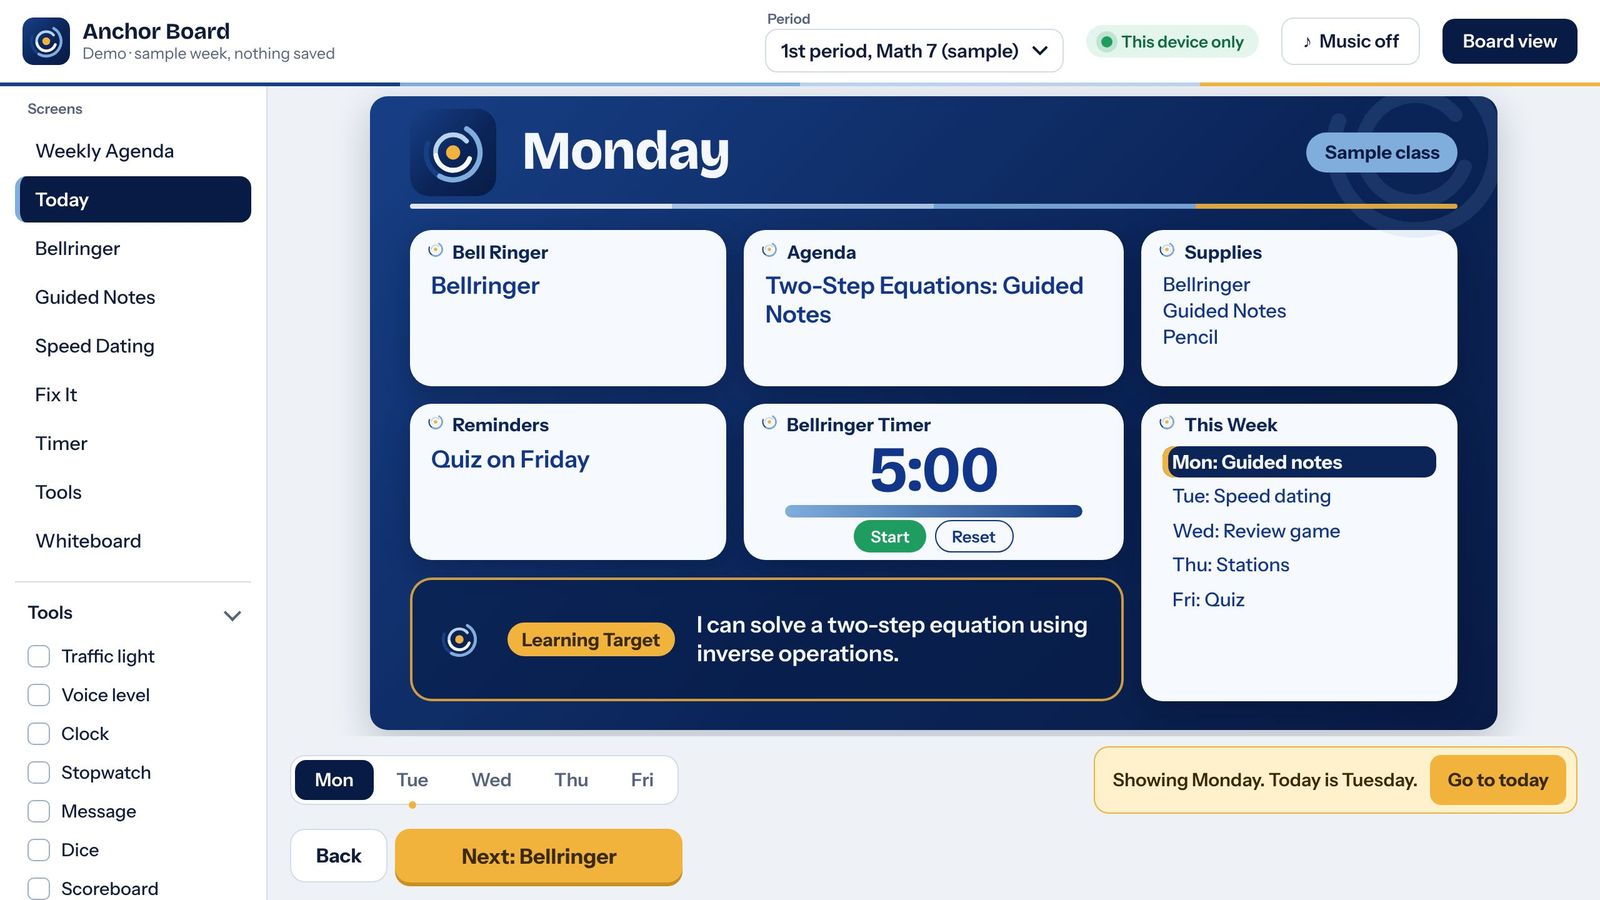 Anchor Board
Demo · sample week, nothing saved
Period
1st period, Math 7 (sample)
This device only
♪ Music off
Board view
Screens
Weekly Agenda
Today
Bellringer
Guided Notes
Speed Dating
Fix It
Timer
Tools
Whiteboard
Tools
Traffic light
Voice level
Clock
Stopwatch
Message
Dice
Scoreboard
Monday
Sample class
Bell Ringer
Bellringer
Agenda
Two-Step Equations: Guided
Notes
Supplies
Bellringer
Guided Notes
Pencil
Reminders
Quiz on Friday
Bellringer Timer
5:00
Start
Reset
This Week
Mon: Guided notes
Tue: Speed dating
Wed: Review game
Thu: Stations
Fri: Quiz
Learning Target
I can solve a two-step equation using
inverse operations.
Mon
Tue
Wed
Thu
Fri
Showing Monday. Today is Tuesday.
Go to today
Back
Next: Bellringer